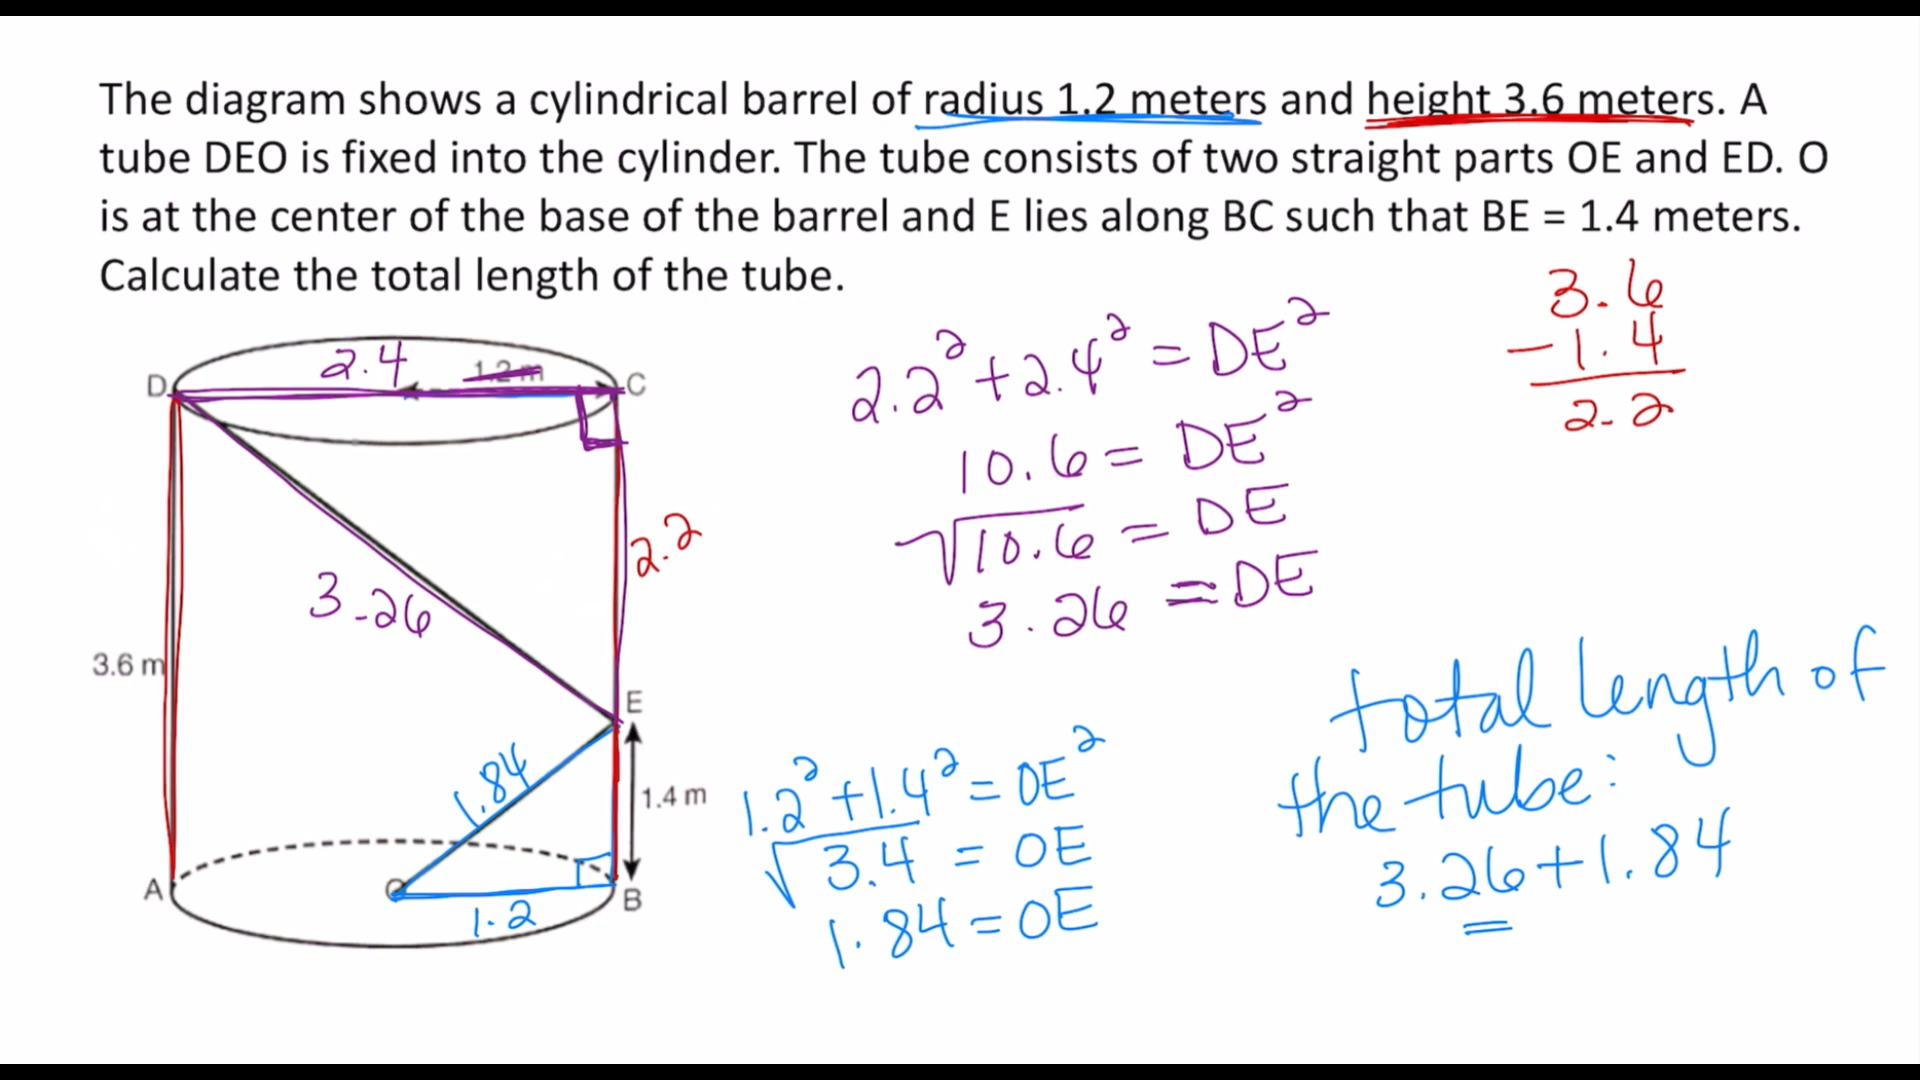 The diagram shows a cylindrical barrel of radius 1.2 meters and height 3.6 meters. A
tube DEO is fixed into the cylinder. The tube consists of two straight parts OE and ED. O
is at the center of the base of the barrel and E lies along BC such that BE = 1.4 meters.
Calculate the total length of the tube.
3.6
-1.4
2.2
2.2² + 2.4² = DE²
10.6 = DE²
√10.6 = DE
3.26 = DE
D
2.4
1.2 m
C
2.2
3.26
3.6 m
E
1.84
1.4 m
A
O
B
1.2
1.2² + 1.4² = OE²
√3.4 = OE
1.84 = OE
total length of
the tube:
3.26 + 1.84
=